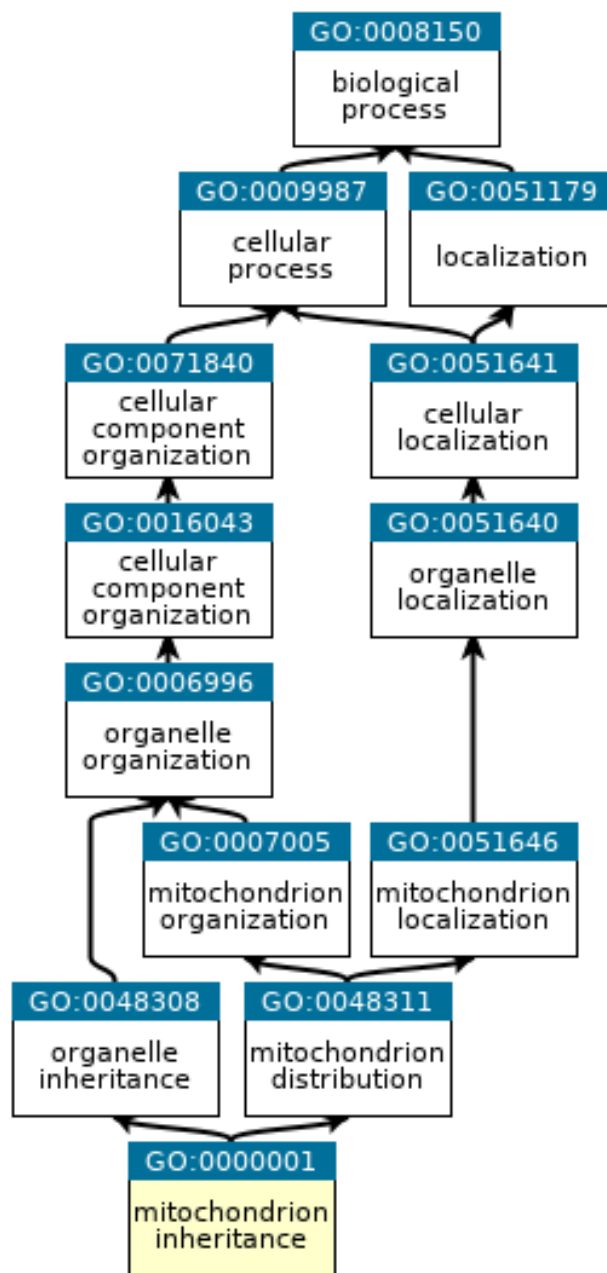 GO:0008150
biological
process
GO:0009987
cellular
process
GO:0051179
localization
GO:0071840
cellular
component
organization
GO:0051641
cellular
localization
GO:0016043
cellular
component
organization
GO:0051640
organelle
localization
GO:0006996
organelle
organization
GO:0007005
mitochondrion
organization
GO:0051646
mitochondrion
localization
GO:0048308
organelle
inheritance
GO:0048311
mitochondrion
distribution
GO:0000001
mitochondrion
inheritance